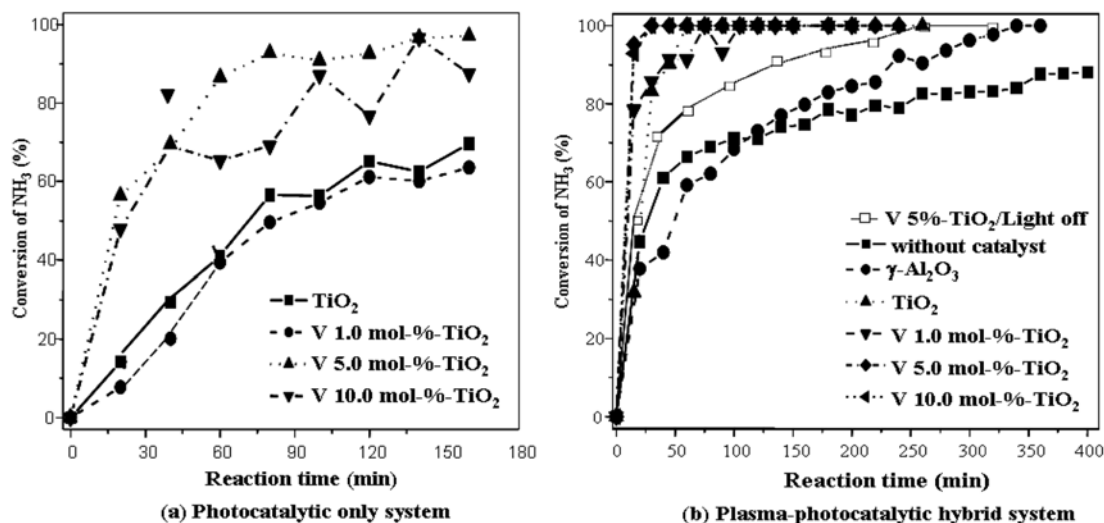 100
80
60
40
20
0
Conversion of NH₃ (%)
TiO₂
V 1.0 mol-%-TiO₂
V 5.0 mol-%-TiO₂
V 10.0 mol-%-TiO₂
0 30 60 90 120 150 180
Reaction time (min)
(a) Photocatalytic only system
100
80
60
40
20
0
Conversion of NH₃ (%)
V 5%-TiO₂/Light off
without catalyst
γ-Al₂O₃
TiO₂
V 1.0 mol-%-TiO₂
V 5.0 mol-%-TiO₂
V 10.0 mol-%-TiO₂
0 50 100 150 200 250 300 350 400
Reaction time (min)
(b) Plasma-photocatalytic hybrid system